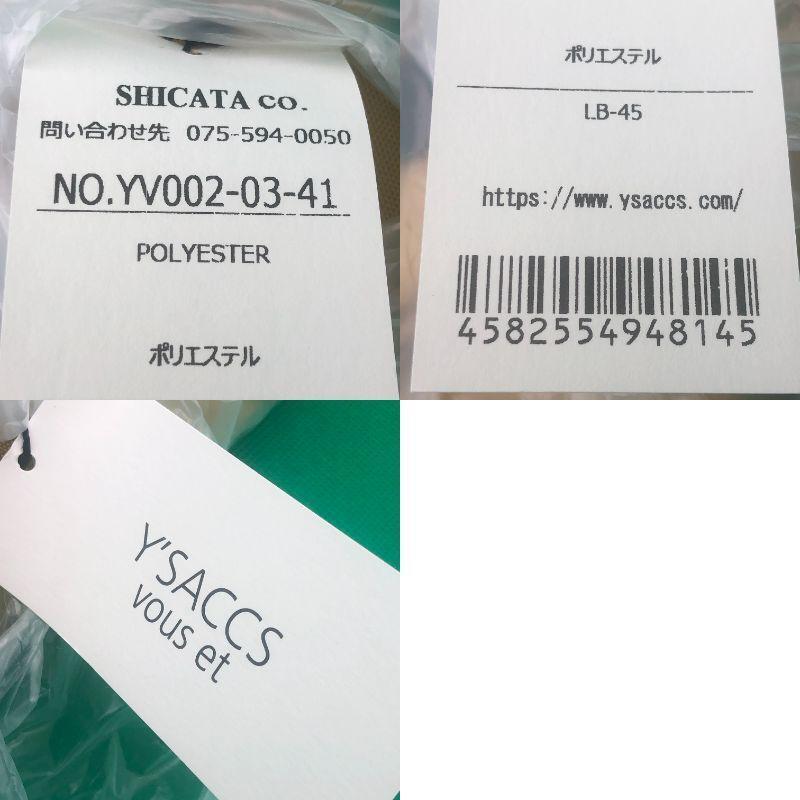 SHICATA CO.
問い合わせ先 075-594-0050
NO.YV002-03-41
POLYESTER
ポリエステル
ポリエステル
LB-45
https://www.ysaccs.com/
4582554948145
Y'SACCS
vous et